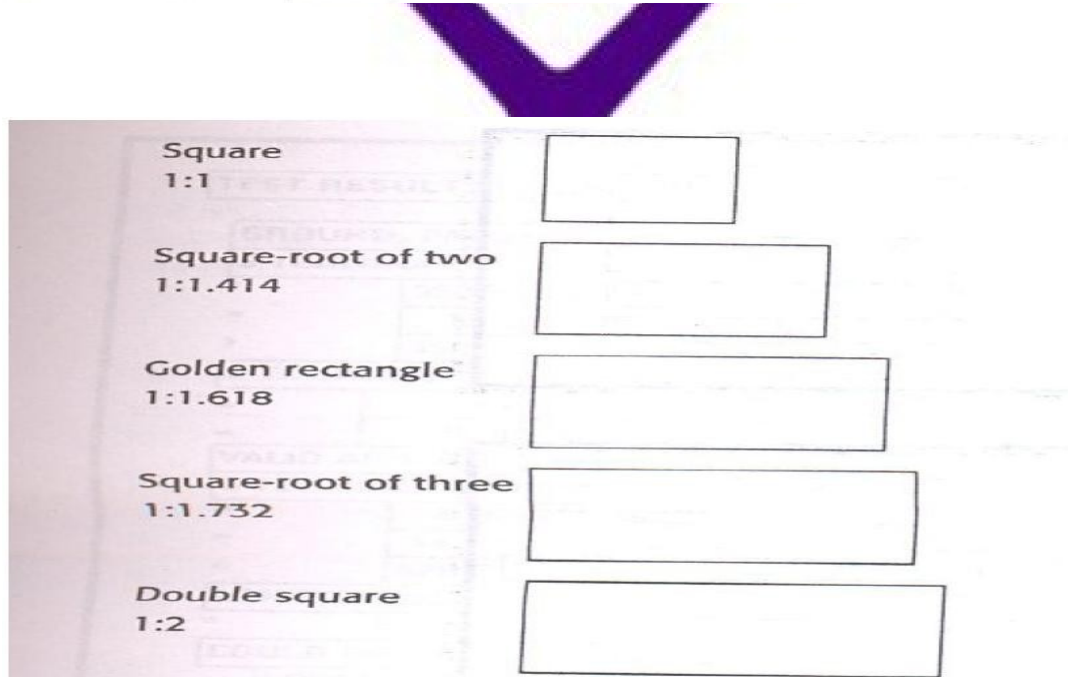 Square
1:1
Square-root of two
1:1.414
Golden rectangle
1:1.618
Square-root of three
1:1.732
Double square
1:2